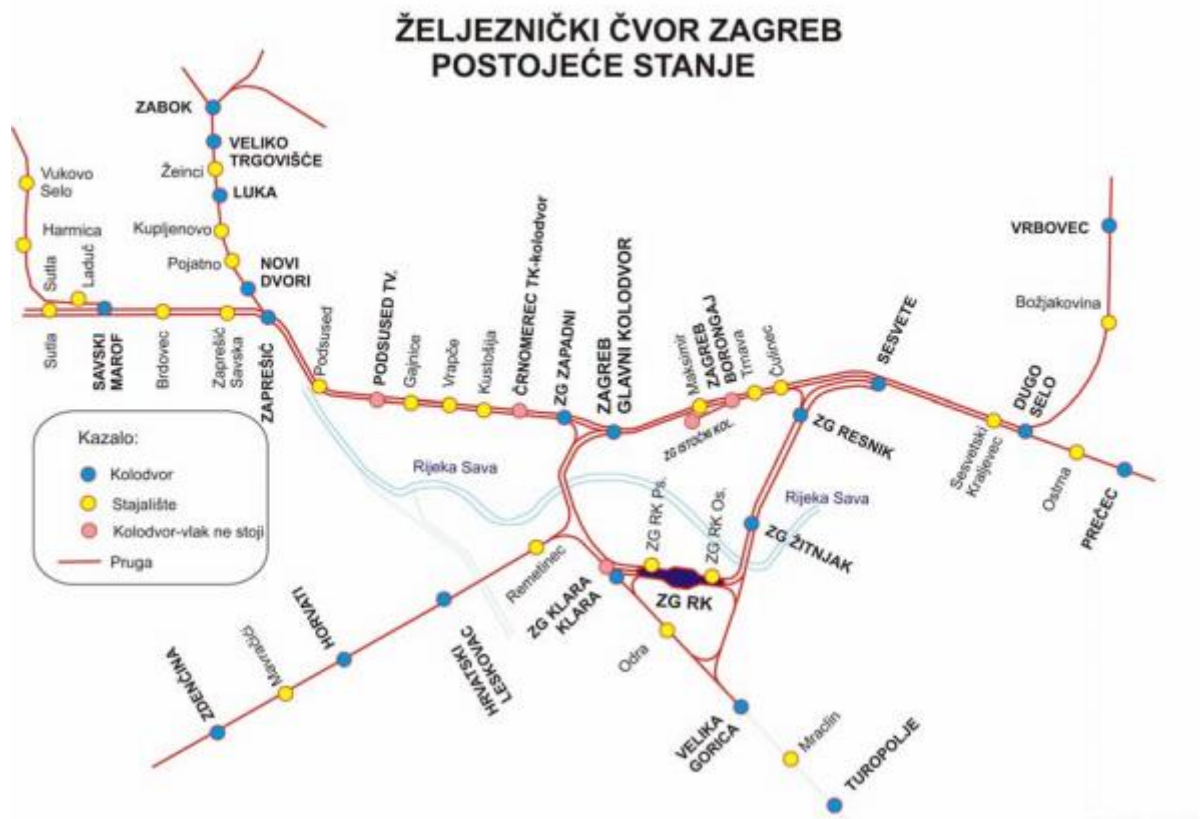 ŽELJEZNIČKI ČVOR ZAGREB
POSTOJEĆE STANJE
ZABOK
VELIKO
TRGOVIŠĆE
Žeinci
LUKA
Vukovo
Selo
Kupljenovo
Harmica
Pojatno
NOVI
DVORI
Sutla
Laduč
Sutla
SAVSKI
MAROF
Brdovec
Zaprešić
Savska
ZAPREŠIĆ
Podsused
PODSUSED TV.
Gajnice
Vrapče
Kustošija
ČRNOMEREC TK-kolodvor
ZG ZAPADNI
ZAGREB
GLAVNI KOLODVOR
Maksimir
ZAGREB
BORONGAJ
Trnava
Čulinec
ZG ISTOČKI KOL.
SESVETE
ZG RESNIK
VRBOVEC
Božjakovina
DUGO
SELO
Sesvetski
Kraljevec
Ostrna
PREČEC
Kazalo:
Kolodvor
Stajalište
Kolodvor-vlak ne stoji
Pruga
Rijeka Sava
Rijeka Sava
ZG RK Ps.
ZG RK Os.
ZG ŽITNJAK
ZG RK
Remetinec
ZG KLARA
KLARA
Odra
HRVATSKI
LESKOVAC
HORVATI
Mavračići
ZDENČINA
VELIKA
GORICA
Mraclin
TUROPOLJE